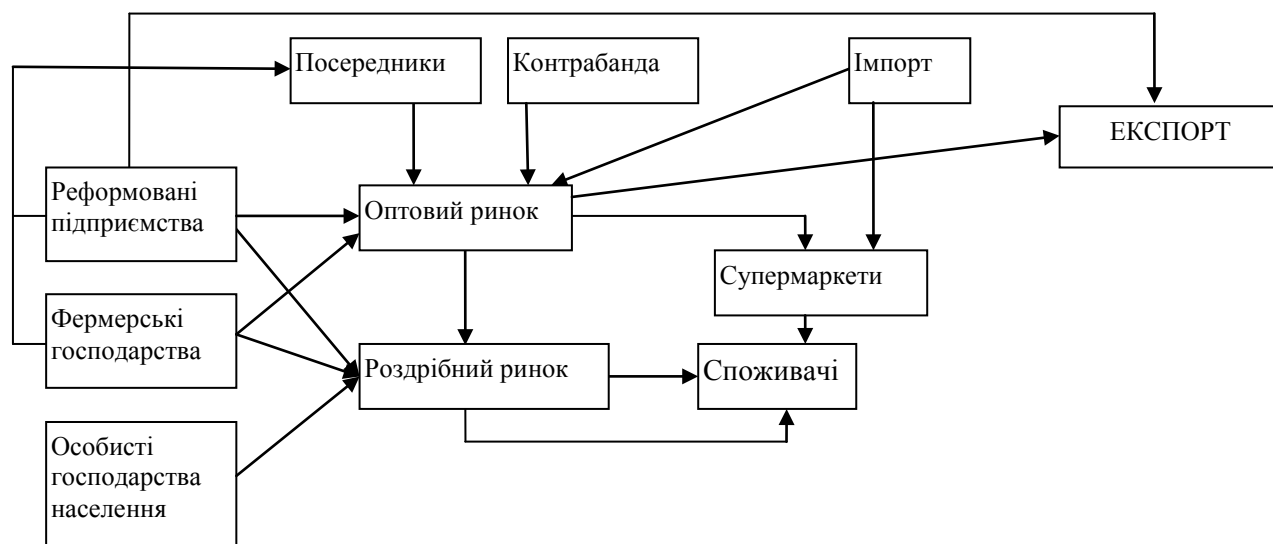 Посередники
Контрабанда
Імпорт
ЕКСПОРТ
Реформовані
підприємства
Оптовий ринок
Супермаркети
Фермерські
господарства
Роздрібний ринок
Споживачі
Особисті
господарства
населення